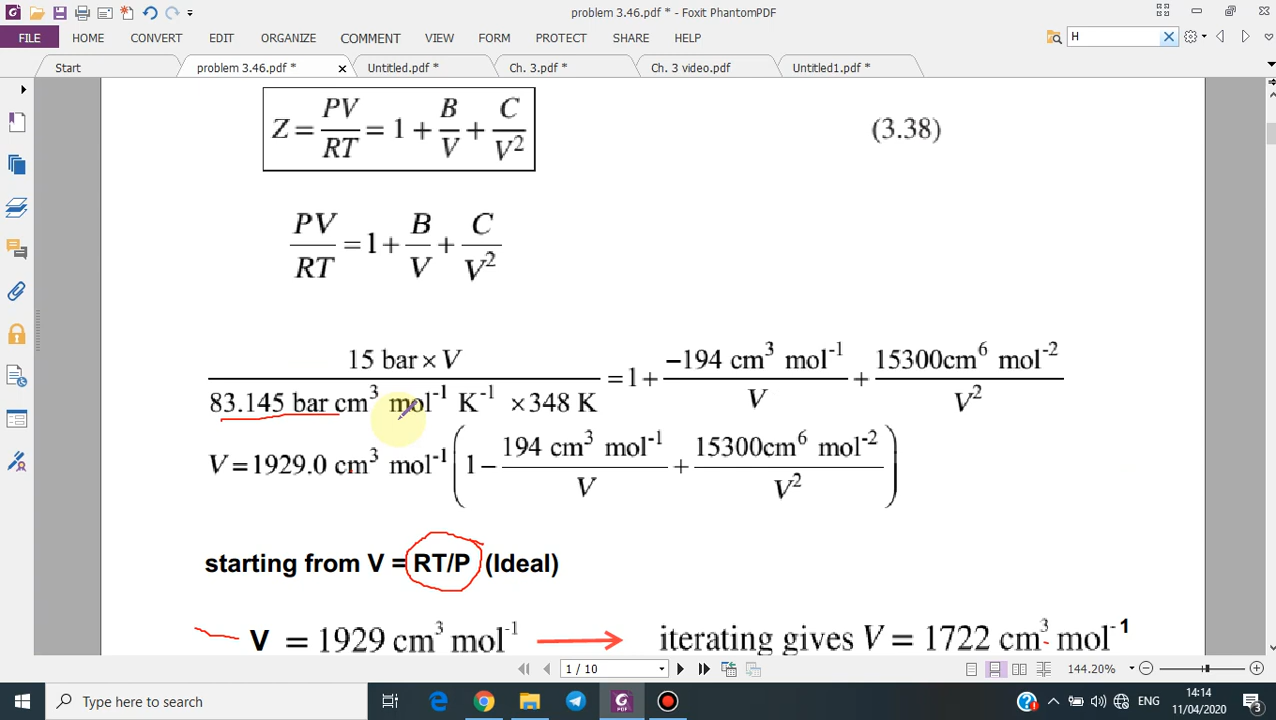 problem 3.46.pdf * - Foxit PhantomPDF
FILE HOME CONVERT EDIT ORGANIZE COMMENT VIEW FORM PROTECT SHARE HELP H
Start problem 3.46.pdf * Untitled.pdf * Ch. 3.pdf * Ch. 3 video.pdf Untitled1.pdf *
Z = PV/RT = 1 + B/V + C/V² (3.38)
PV/RT = 1 + B/V + C/V²
15 bar × V / 83.145 bar cm³ mol⁻¹ K⁻¹ × 348 K = 1 + −194 cm³ mol⁻¹ / V + 15300cm⁶ mol⁻² / V²
V = 1929.0 cm³ mol⁻¹ (1 − 194 cm³ mol⁻¹ / V + 15300cm⁶ mol⁻² / V²)
starting from V = RT/P (Ideal)
V = 1929 cm³ mol⁻¹ → iterating gives V = 1722 cm³ mol⁻¹
1 / 10 144.20%
Type here to search ENG 14:14
11/04/2020 3